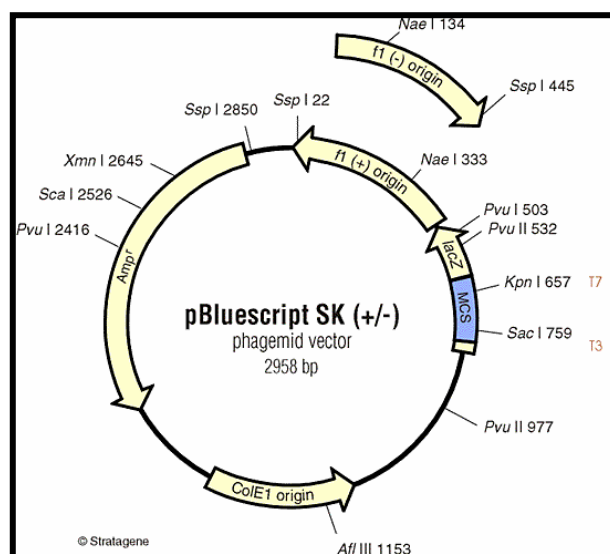 Nae I 134
f1 (-) origin
Ssp I 445
Ssp I 2850
Ssp I 22
Xmn I 2645
Nae I 333
f1 (+) origin
Sca I 2526
Pvu I 503
Pvu I 2416
Pvu II 532
lacZ
Ampʳ
Kpn I 657
T7
MCS
pBluescript SK (+/-)
phagemid vector
2958 bp
Sac I 759
T3
Pvu II 977
ColE1 origin
Afl III 1153
© Stratagene